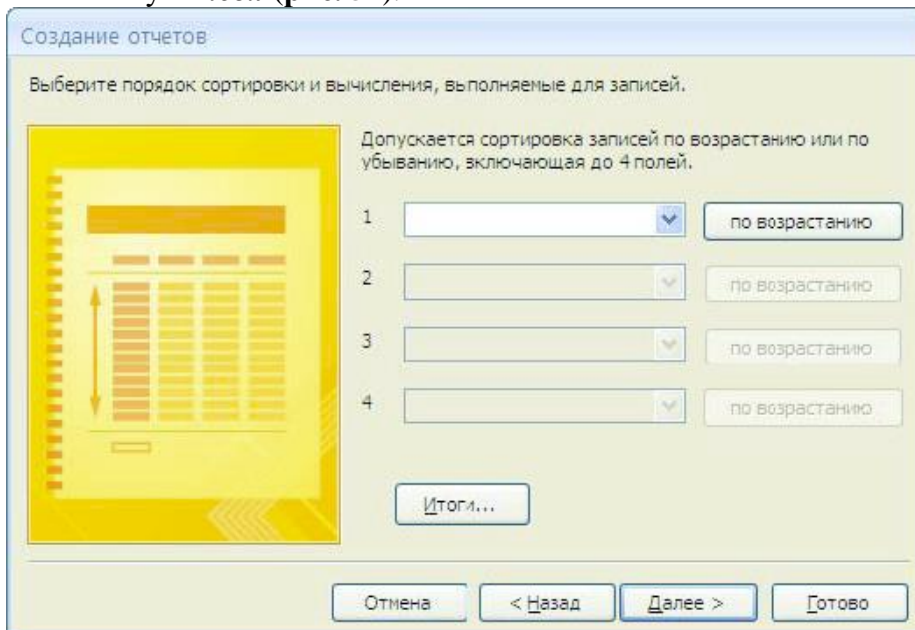 Создание отчетов
Выберите порядок сортировки и вычисления, выполняемые для записей.
Допускается сортировка записей по возрастанию или по
убыванию, включающая до 4 полей.
1 по возрастанию
2 по возрастанию
3 по возрастанию
4 по возрастанию
Итоги...
Отмена < Назад Далее > Готово